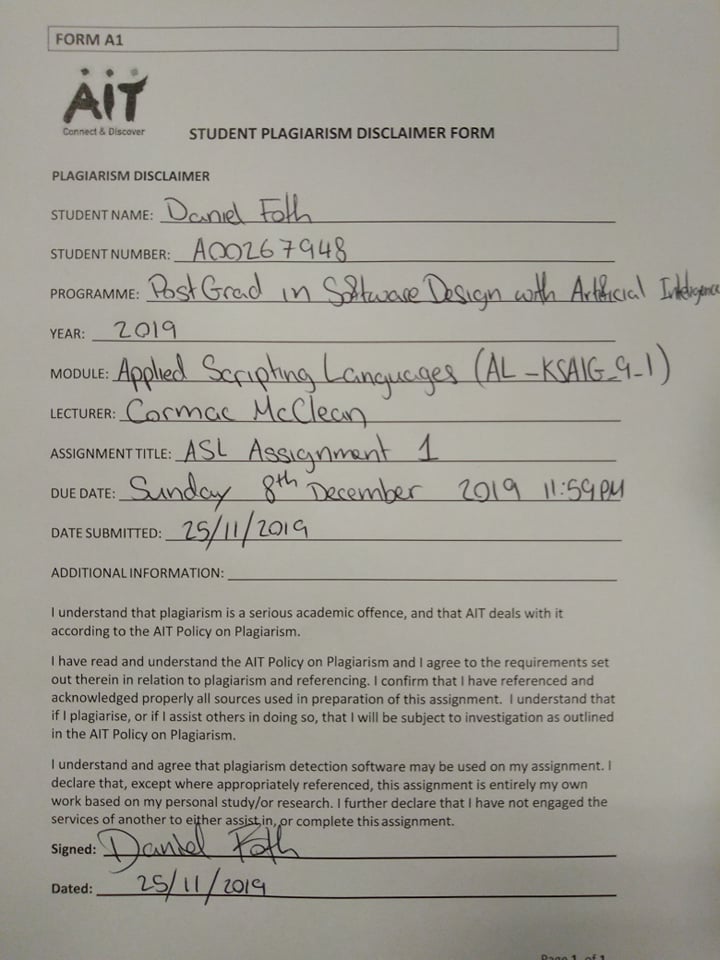 FORM A1
AIT
Connect & Discover
STUDENT PLAGIARISM DISCLAIMER FORM
PLAGIARISM DISCLAIMER
STUDENT NAME: Daniel Foth
STUDENT NUMBER: A00267948
PROGRAMME: Post Grad in Software Design with Artificial Inteligence
YEAR: 2019
MODULE: Applied Scripting Languages (AL_KSAIG_9_1)
LECTURER: Cormac McClean
ASSIGNMENT TITLE: ASL Assignment 1
DUE DATE: Sunday 8th December 2019 11:59PM
DATE SUBMITTED: 25/11/2019
ADDITIONAL INFORMATION:
I understand that plagiarism is a serious academic offence, and that AIT deals with it
according to the AIT Policy on Plagiarism.
I have read and understand the AIT Policy on Plagiarism and I agree to the requirements set
out therein in relation to plagiarism and referencing. I confirm that I have referenced and
acknowledged properly all sources used in preparation of this assignment. I understand that
if I plagiarise, or if I assist others in doing so, that I will be subject to investigation as outlined
in the AIT Policy on Plagiarism.
I understand and agree that plagiarism detection software may be used on my assignment. I
declare that, except where appropriately referenced, this assignment is entirely my own
work based on my personal study/or research. I further declare that I have not engaged the
services of another to either assist in, or complete this assignment.
Signed: Daniel Foth
Dated: 25/11/2019
Page 1 of 1